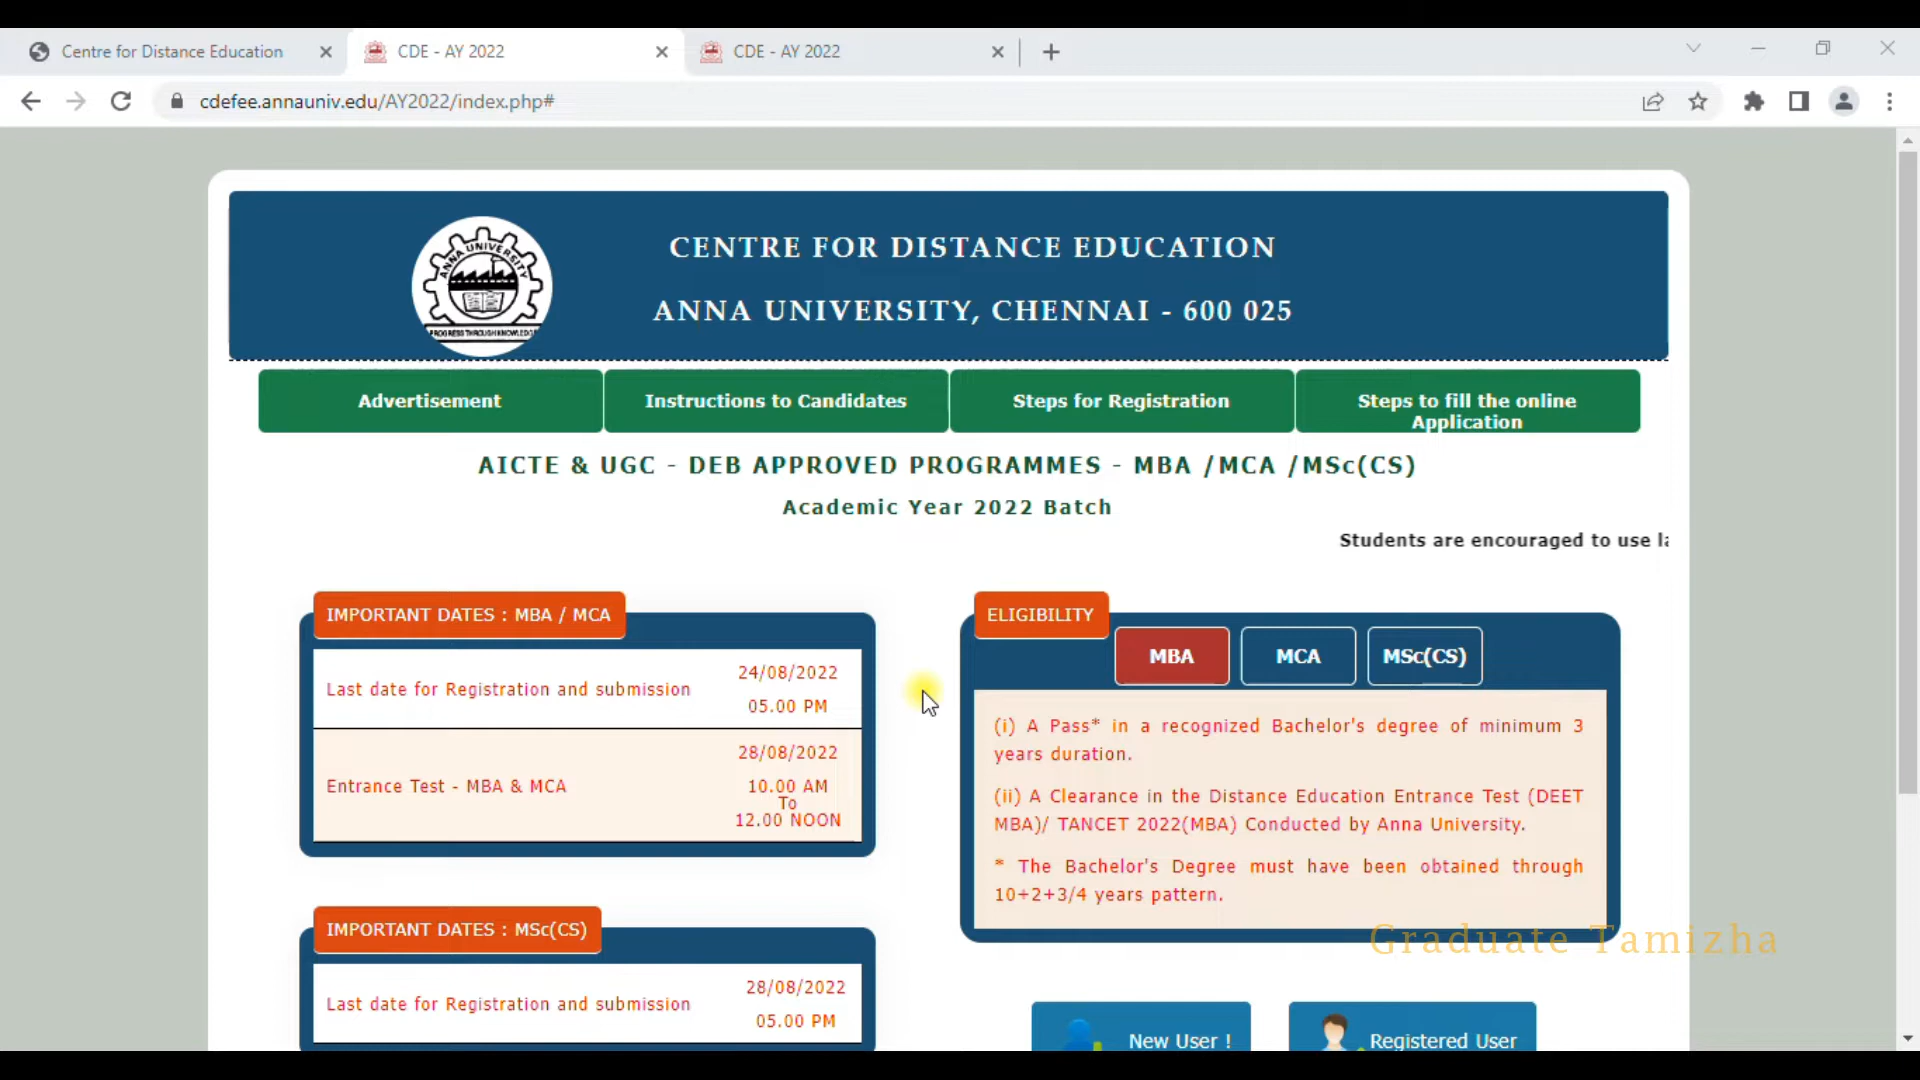 Centre for Distance Education
CDE - AY 2022
CDE - AY 2022
cdefee.annauniv.edu/AY2022/index.php#
ANNA UNIVERSITY
PROGRESS THROUGH KNOWLEDGE
CENTRE FOR DISTANCE EDUCATION
ANNA UNIVERSITY, CHENNAI - 600 025
Advertisement
Instructions to Candidates
Steps for Registration
Steps to fill the online
Application
AICTE & UGC - DEB APPROVED PROGRAMMES - MBA /MCA /MSc(CS)
Academic Year 2022 Batch
Students are encouraged to use
IMPORTANT DATES : MBA / MCA
Last date for Registration and submission
24/08/2022
05.00 PM
Entrance Test - MBA & MCA
28/08/2022
10.00 AM
To
12.00 NOON
IMPORTANT DATES : MSc(CS)
Last date for Registration and submission
28/08/2022
05.00 PM
ELIGIBILITY
MBA
MCA
MSc(CS)
(i) A Pass* in a recognized Bachelor's degree of minimum 3
years duration.
(ii) A Clearance in the Distance Education Entrance Test (DEET
MBA)/ TANCET 2022(MBA) Conducted by Anna University.
* The Bachelor's Degree must have been obtained through
10+2+3/4 years pattern.
Graduate Tamizha
New User !
Registered User